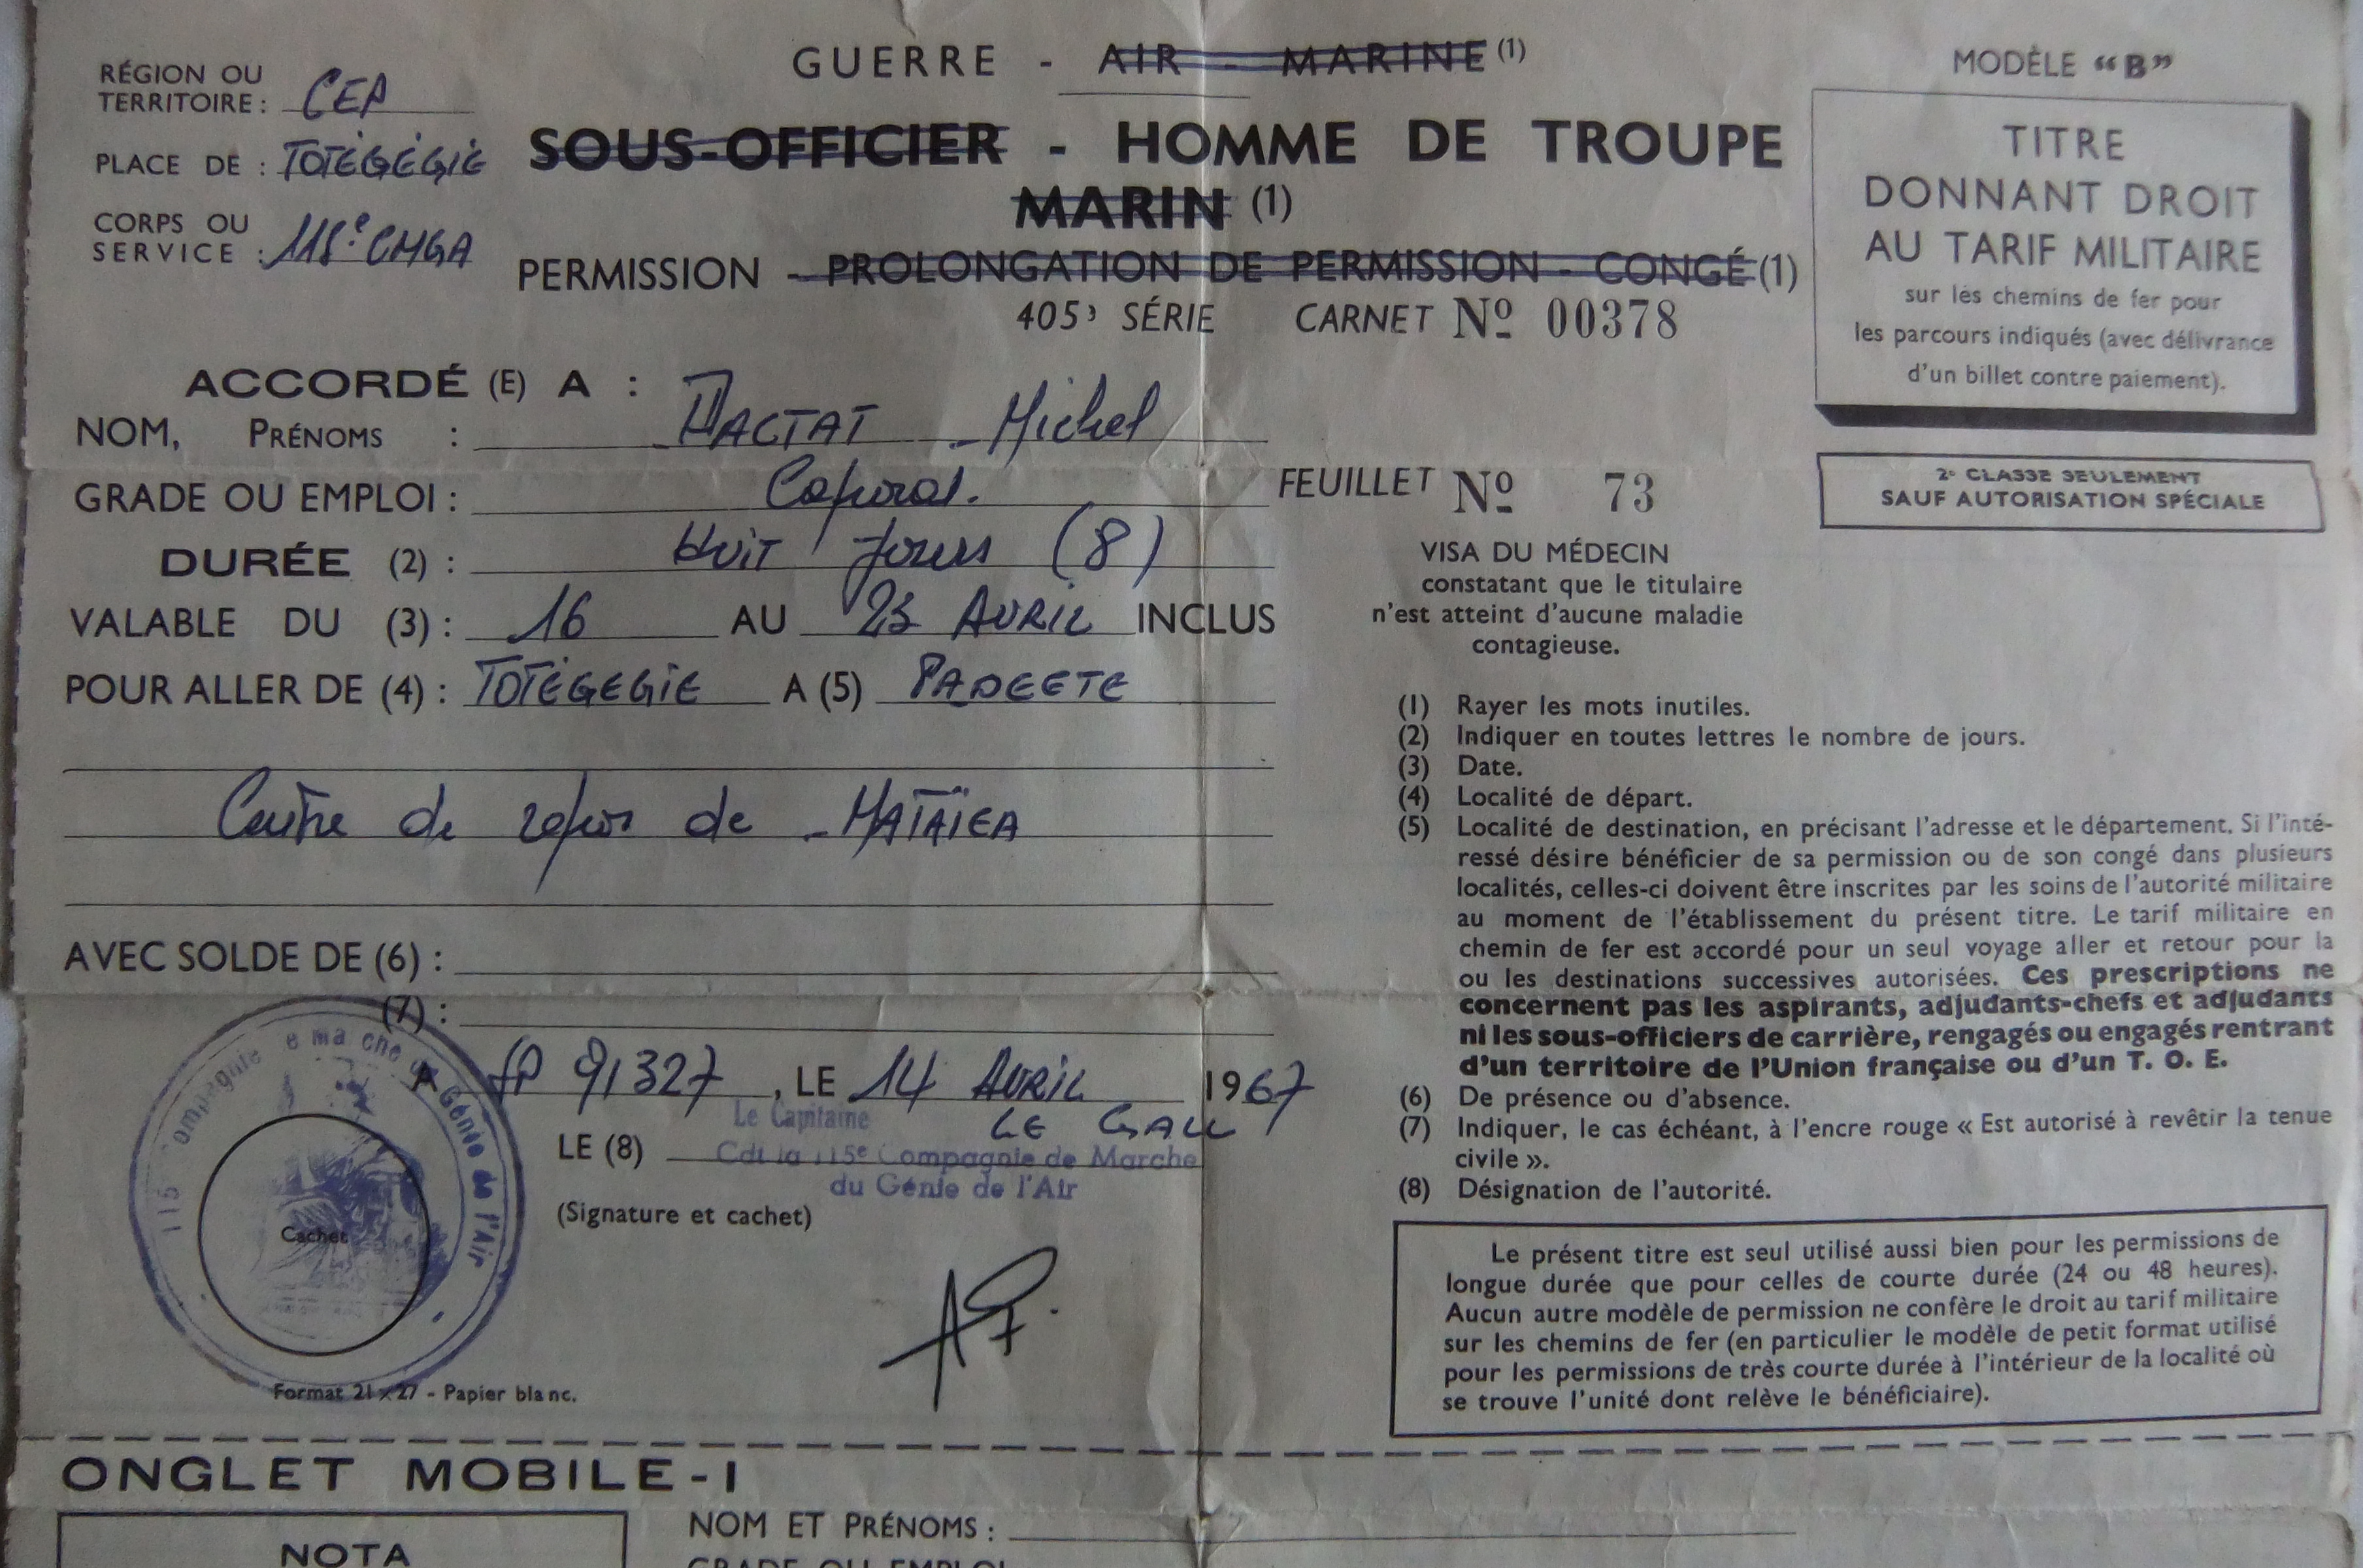 RÉGION OU
TERRITOIRE : CEP
PLACE DE : TOTÉGÉGIE
CORPS OU
SERVICE : 115e CMGA
GUERRE - AIR - MARINE (1)
SOUS-OFFICIER - HOMME DE TROUPE
MARIN (1)
PERMISSION - PROLONGATION DE PERMISSION - CONGÉ (1)
405e SÉRIE CARNET No 00378
MODÈLE “B”
TITRE
DONNANT DROIT
AU TARIF MILITAIRE
sur les chemins de fer pour
les parcours indiqués (avec délivrance
d'un billet contre paiement).
2e CLASSE SEULEMENT
SAUF AUTORISATION SPÉCIALE
ACCORDÉ (E) A :
NOM, PRÉNOMS : Michel
GRADE OU EMPLOI : Caporal.
DURÉE (2) : Huit Jours (8)
VALABLE DU (3) : 16 AU 23 AVRIL INCLUS
POUR ALLER DE (4) : TOTEGEGIE A (5) PAPEETE
Centre de repos de MATAÏEA
AVEC SOLDE DE (6) :
(7) :
A SP 91327, LE 14 AVRIL 1967
Le Capitaine LE GALL
LE (8) Cdt la 115e Compagnie de Marche
du Génie de l'Air
(Signature et cachet)
115 Compagnie de marche du Génie de l'Air
Cachet
Format 21 x 27 - Papier blanc.
FEUILLET No 73
VISA DU MÉDECIN
constatant que le titulaire
n'est atteint d'aucune maladie
contagieuse.
(1) Rayer les mots inutiles.
(2) Indiquer en toutes lettres le nombre de jours.
(3) Date.
(4) Localité de départ.
(5) Localité de destination, en précisant l'adresse et le département. Si l'inté-
ressé désire bénéficier de sa permission ou de son congé dans plusieurs
localités, celles-ci doivent être inscrites par les soins de l'autorité militaire
au moment de l'établissement du présent titre. Le tarif militaire en
chemin de fer est accordé pour un seul voyage aller et retour pour la
ou les destinations successives autorisées. Ces prescriptions ne
concernent pas les aspirants, adjudants-chefs et adjudants
ni les sous-officiers de carrière, rengagés ou engagés rentrant
d'un territoire de l'Union française ou d'un T. O. E.
(6) De présence ou d'absence.
(7) Indiquer, le cas échéant, à l'encre rouge « Est autorisé à revêtir la tenue
civile ».
(8) Désignation de l'autorité.
Le présent titre est seul utilisé aussi bien pour les permissions de
longue durée que pour celles de courte durée (24 ou 48 heures).
Aucun autre modèle de permission ne confère le droit au tarif militaire
sur les chemins de fer (en particulier le modèle de petit format utilisé
pour les permissions de très courte durée à l'intérieur de la localité où
se trouve l'unité dont relève le bénéficiaire).
ONGLET MOBILE-I
NOTA
NOM ET PRÉNOMS :
GRADE OU EMPLOI